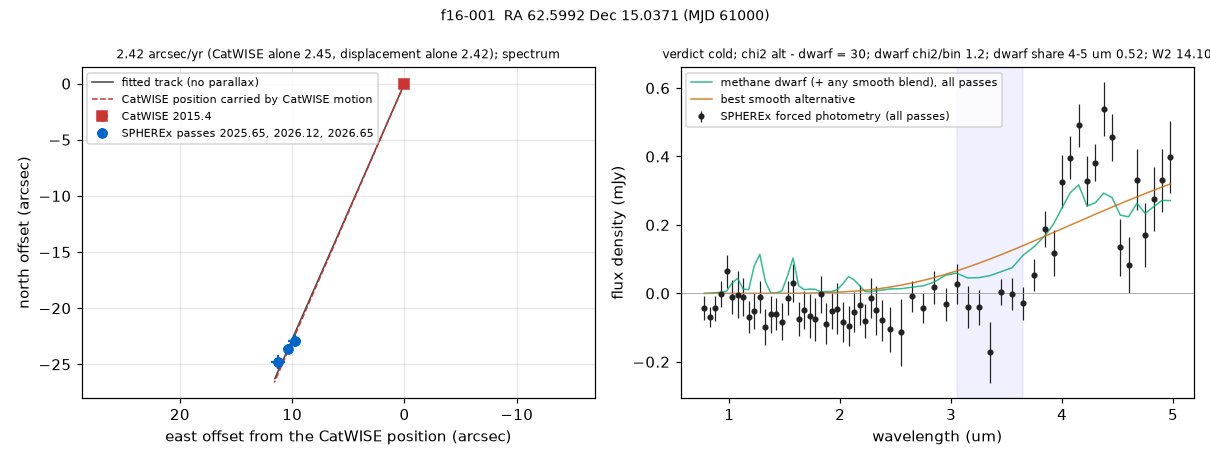 f16-001  RA 62.5992 Dec 15.0371 (MJD 61000)
2.42 arcsec/yr (CatWISE alone 2.45, displacement alone 2.42); spectrum
fitted track (no parallax)
CatWISE position carried by CatWISE motion
CatWISE 2015.4
SPHEREx passes 2025.65, 2026.12, 2026.65
0
−5
−10
−15
−20
−25
north offset (arcsec)
20
10
0
−10
east offset from the CatWISE position (arcsec)
verdict cold; chi2 alt - dwarf = 30; dwarf chi2/bin 1.2; dwarf share 4-5 um 0.52; W2 14.10
methane dwarf (+ any smooth blend), all passes
best smooth alternative
SPHEREx forced photometry (all passes)
0.6
0.4
0.2
0.0
−0.2
flux density (mJy)
1
2
3
4
5
wavelength (um)